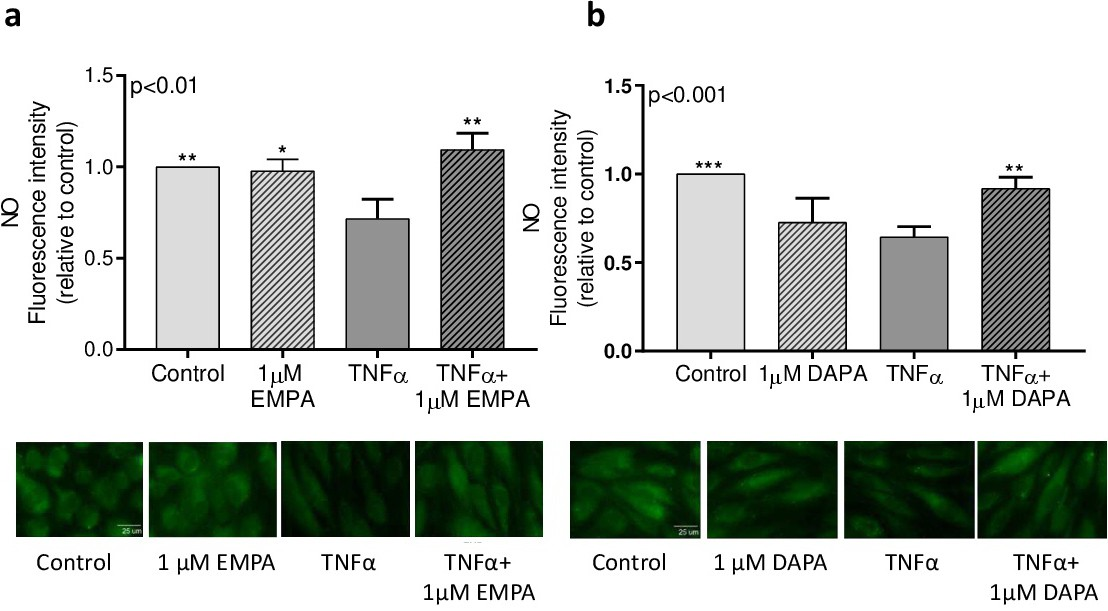 a
b
NO
Fluorescence intensity
(relative to control)
1.5
1.0
0.5
0.0
p<0.01
**
*
**
Control
1µM
EMPA
TNFα
TNFα+
1µM EMPA
NO
Fluorescence intensity
(relative to control)
1.5
1.0
0.5
0.0
p<0.001
***
**
Control
1µM DAPA
TNFα
TNFα+
1µM DAPA
25 um
25 um
Control
1 µM EMPA
TNFα
TNFα+
1µM EMPA
Control
1 µM DAPA
TNFα
TNFα+
1µM DAPA